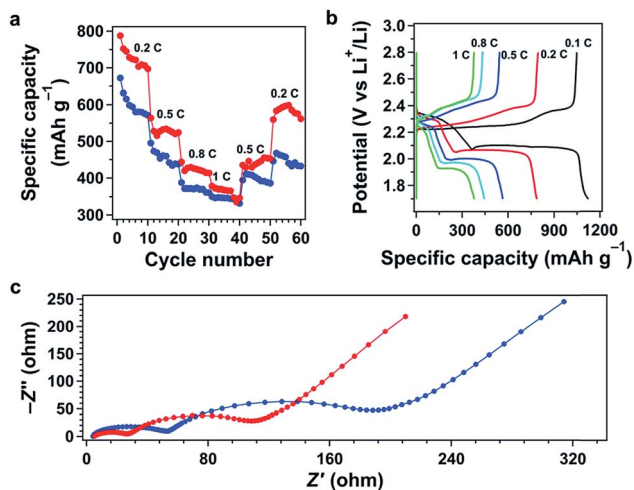 a
Specific capacity
(mAh g⁻¹)
800
700
600
500
400
300
0.2 C
0.5 C
0.8 C
1 C
0.5 C
0.2 C
0 10 20 30 40 50 60
Cycle number
b
Potential (V vs Li⁺/Li)
3.0
2.8
2.6
2.4
2.2
2.0
1.8
1.6
1 C 0.8 C 0.5 C 0.2 C 0.1 C
0 300 600 900 1200
Specific capacity (mAh g⁻¹)
c
–Z″ (ohm)
250
200
150
100
50
0
0 80 160 240 320
Z′ (ohm)